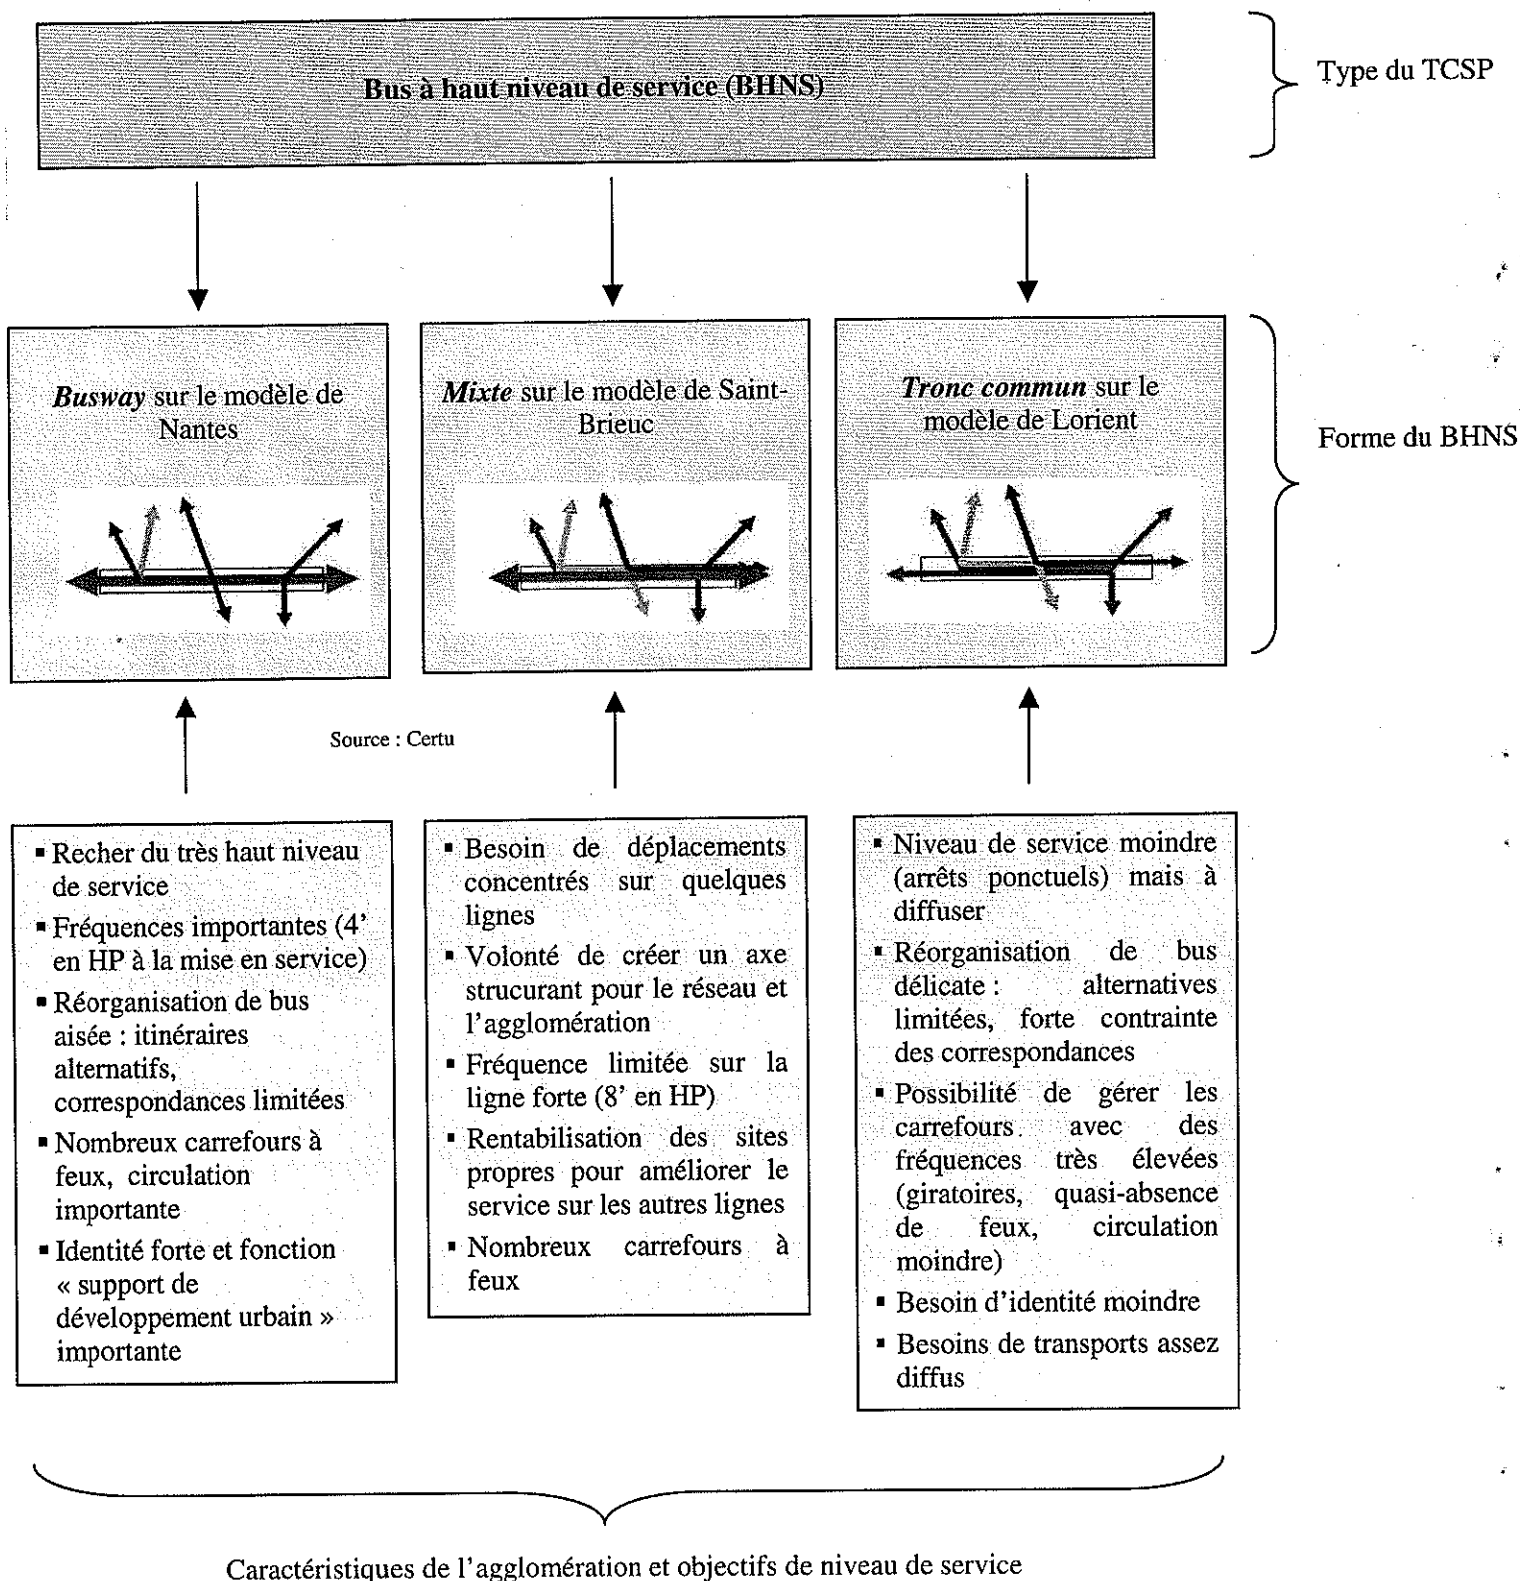 Bus à haut niveau de service (BHNS)
Type du TCSP
Busway sur le modèle de
Nantes
Mixte sur le modèle de Saint-
Brieuc
Tronc commun sur le
modèle de Lorient
Forme du BHNS
Source : Certu
▪ Recher du très haut niveau
de service
▪ Fréquences importantes (4’
en HP à la mise en service)
▪ Réorganisation de bus
aisée : itinéraires
alternatifs,
correspondances limitées
▪ Nombreux carrefours à
feux, circulation
importante
▪ Identité forte et fonction
« support de
développement urbain »
importante
▪ Besoin de déplacements
concentrés sur quelques
lignes
▪ Volonté de créer un axe
strucurant pour le réseau et
l’agglomération
▪ Fréquence limitée sur la
ligne forte (8’ en HP)
▪ Rentabilisation des sites
propres pour améliorer le
service sur les autres lignes
▪ Nombreux carrefours à
feux
▪ Niveau de service moindre
(arrêts ponctuels) mais à
diffuser
▪ Réorganisation de bus
délicate : alternatives
limitées, forte contrainte
des correspondances
▪ Possibilité de gérer les
carrefours avec des
fréquences très élevées
(giratoires, quasi-absence
de feux, circulation
moindre)
▪ Besoin d’identité moindre
▪ Besoins de transports assez
diffus
Caractéristiques de l’agglomération et objectifs de niveau de service